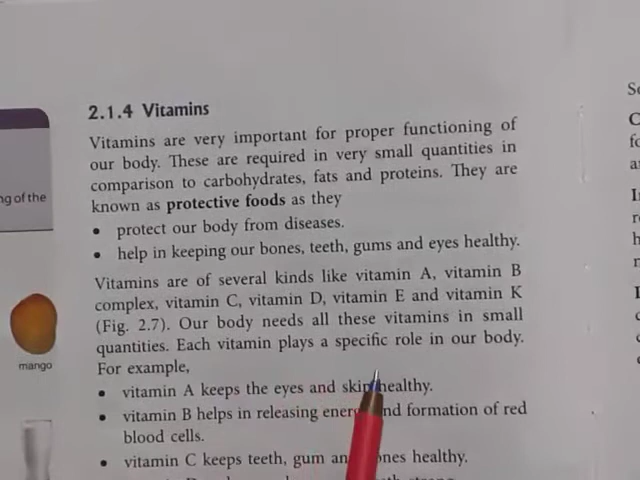 2.1.4 Vitamins
Vitamins are very important for proper functioning of
our body. These are required in very small quantities in
comparison to carbohydrates, fats and proteins. They are
known as protective foods as they
• protect our body from diseases.
• help in keeping our bones, teeth, gums and eyes healthy.
Vitamins are of several kinds like vitamin A, vitamin B
complex, vitamin C, vitamin D, vitamin E and vitamin K
(Fig. 2.7). Our body needs all these vitamins in small
quantities. Each vitamin plays a specific role in our body.
For example,
• vitamin A keeps the eyes and skin healthy.
• vitamin B helps in releasing energy and formation of red
blood cells.
• vitamin C keeps teeth, gum and bones healthy.
ng of the
mango